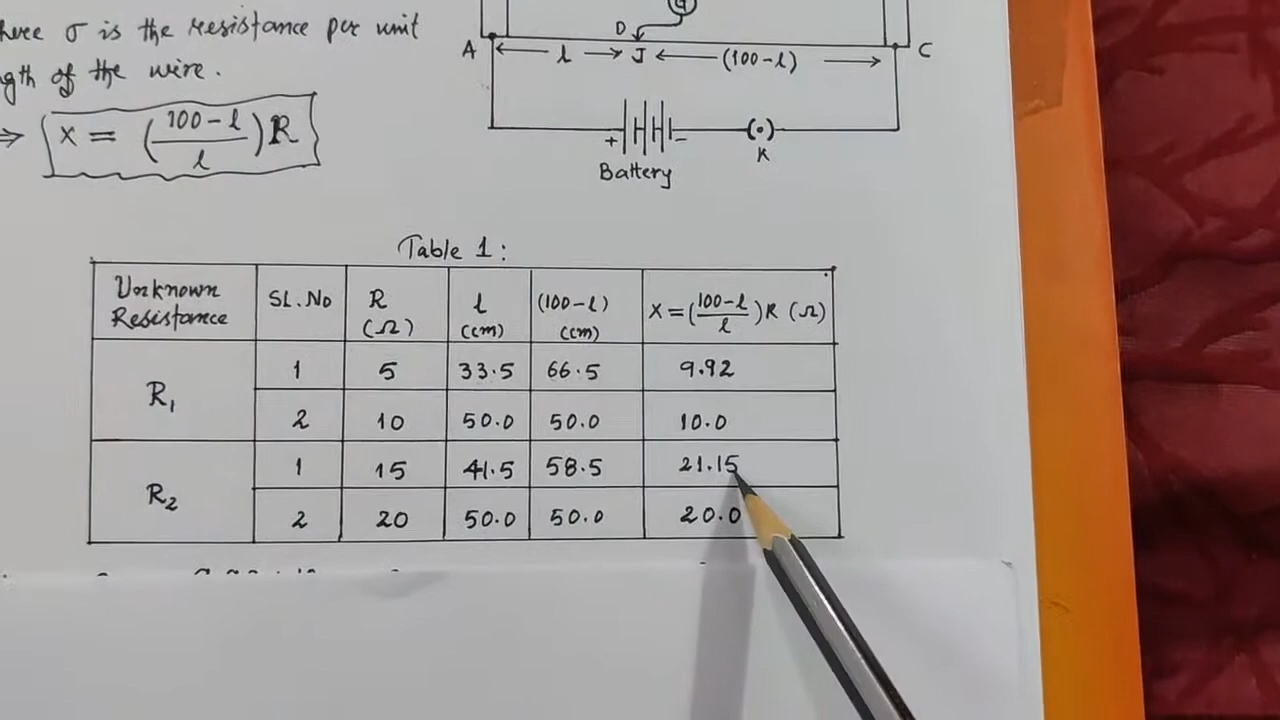 here σ is the resistance per unit
ngth of the wire.
⇒ X = ((100-l)/l)R
G
D
A ← l → J ← (100-l) → C
+ -
K
Battery
Table 1:
Unknown Resistance | SL.No | R (Ω) | l (cm) | (100-l) (cm) | X=((100-l)/l)R (Ω)
R₁ | 1 | 5 | 33.5 | 66.5 | 9.92
2 | 10 | 50.0 | 50.0 | 10.0
R₂ | 1 | 15 | 41.5 | 58.5 | 21.15
2 | 20 | 50.0 | 50.0 | 20.0